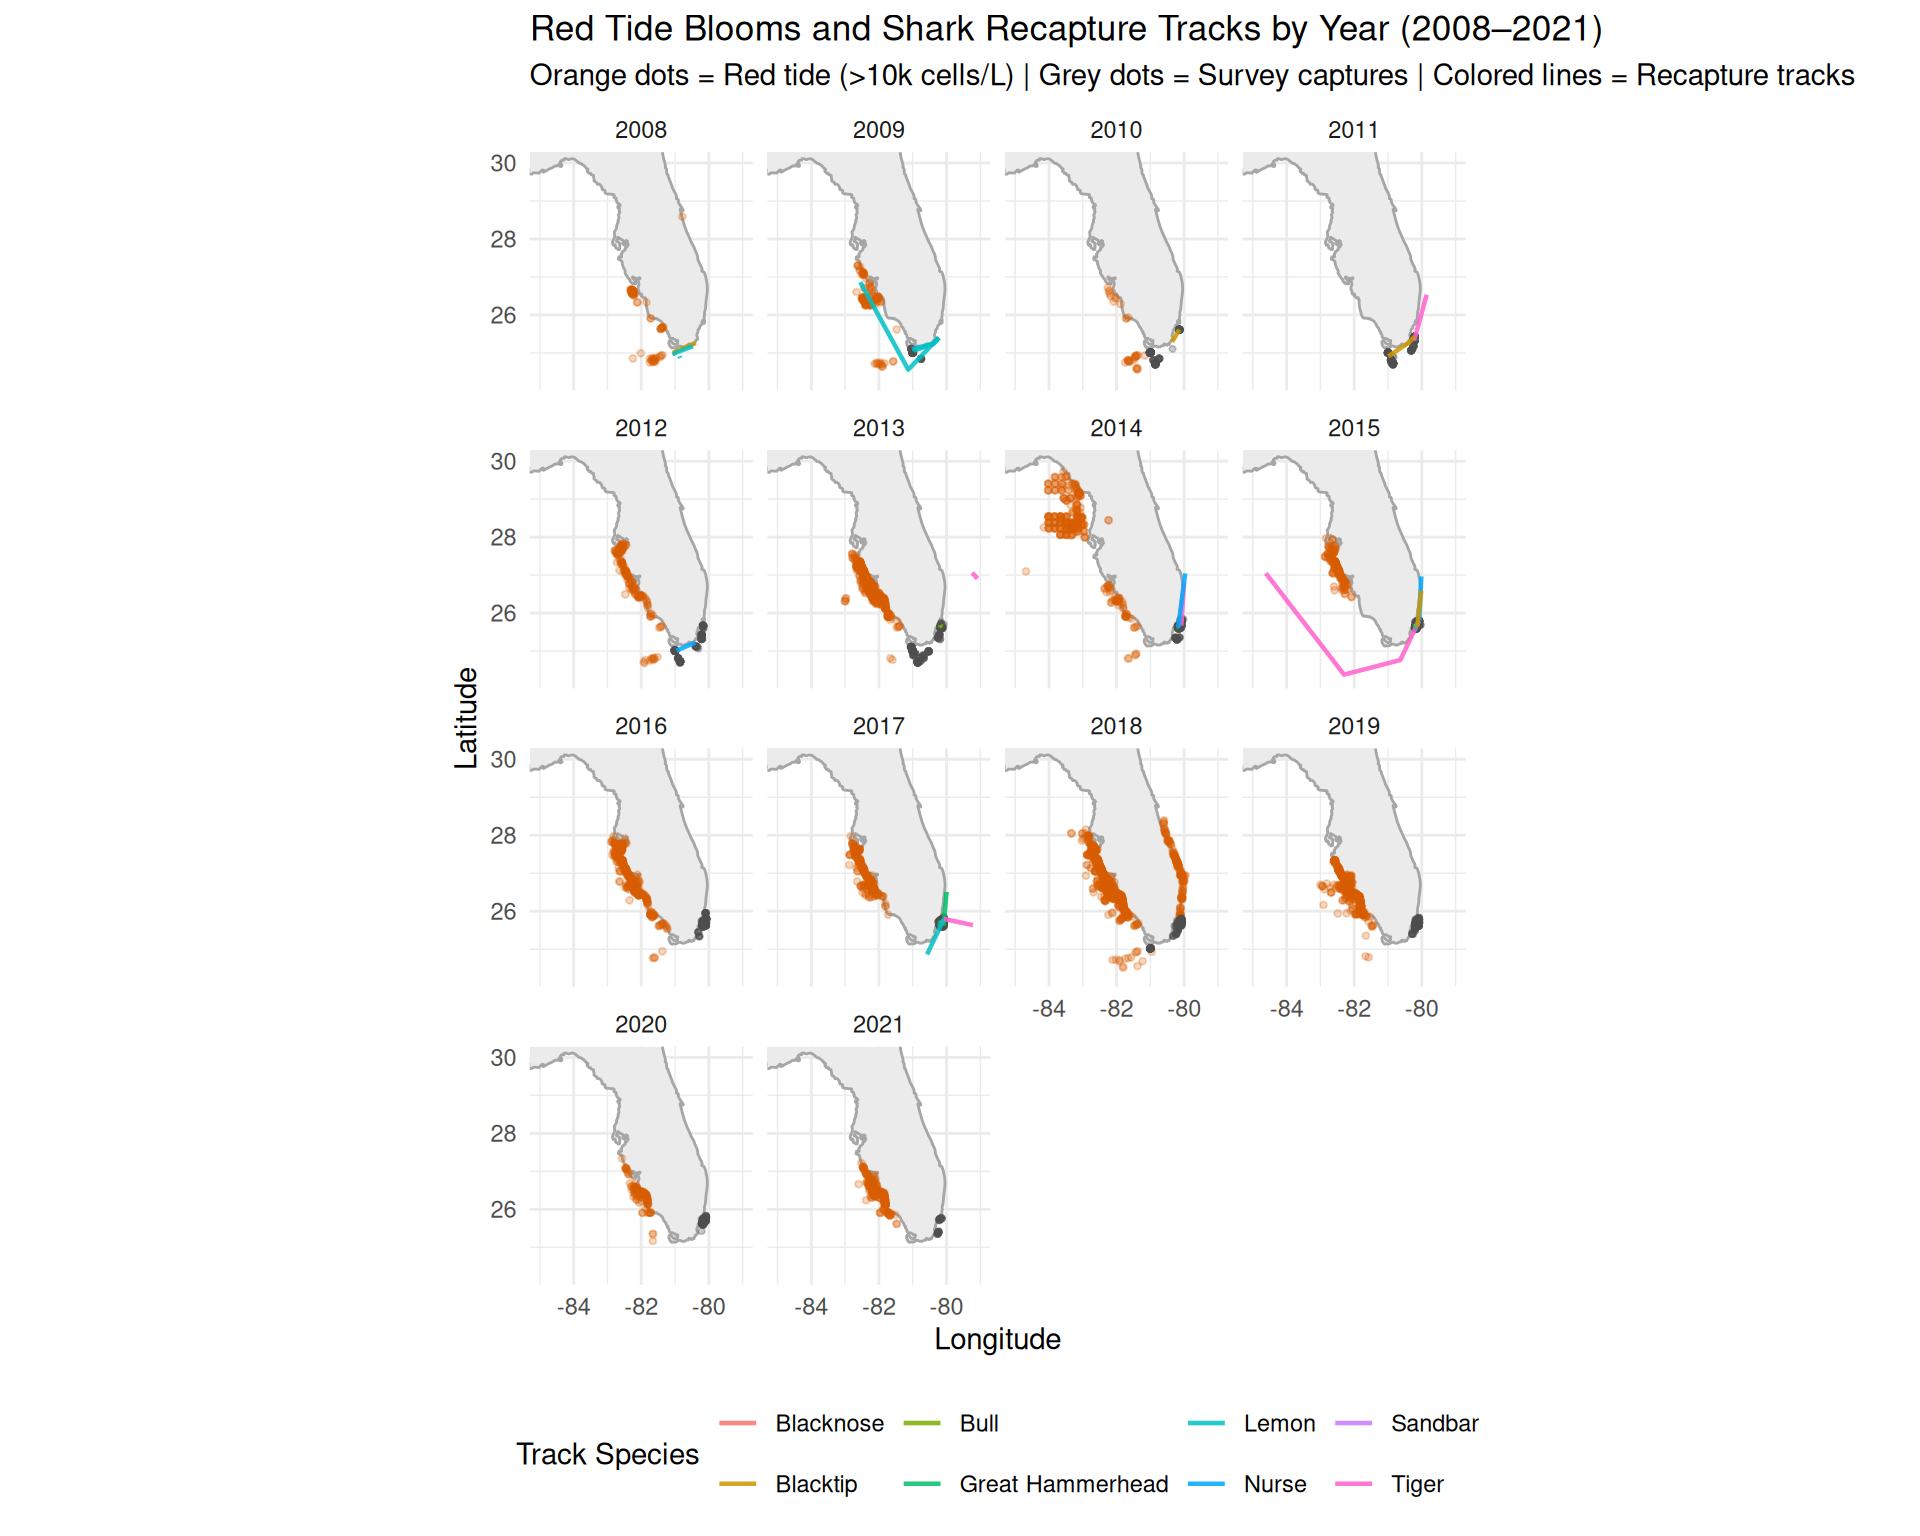 Red Tide Blooms and Shark Recapture Tracks by Year (2008–2021)
Orange dots = Red tide (>10k cells/L) | Grey dots = Survey captures | Colored lines = Recapture tracks
2008 2009 2010 2011
30
28
26
2012 2013 2014 2015
30
28
26
Latitude
2016 2017 2018 2019
30
28
26
-84 -82 -80 -84 -82 -80
2020 2021
30
28
26
-84 -82 -80 -84 -82 -80
Longitude
Track Species
Blacknose Bull Lemon Sandbar
Blacktip Great Hammerhead Nurse Tiger